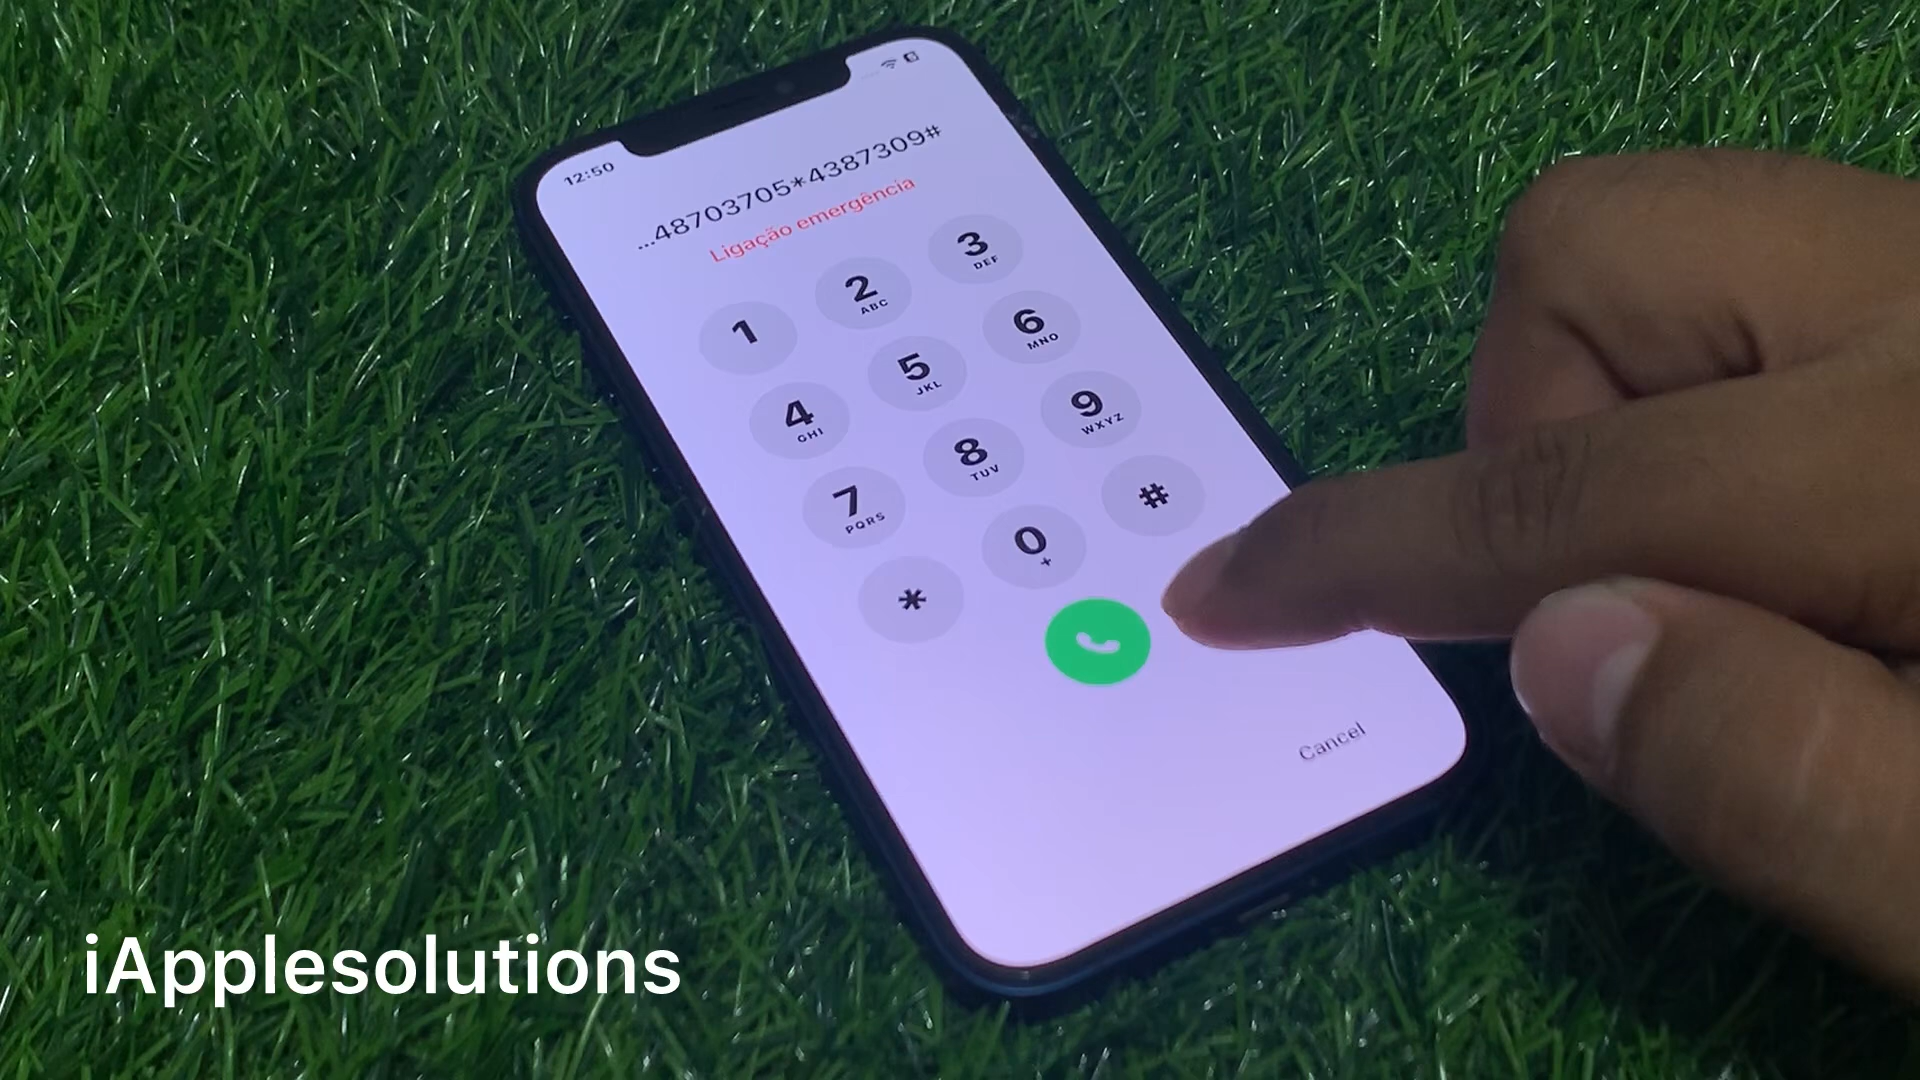 12:50
...48703705*4387309#
Ligação emergência
1
2
ABC
3
DEF
4
GHI
5
JKL
6
MNO
7
PQRS
8
TUV
9
WXYZ
*
0
+
#
Cancel
iApplesolutions